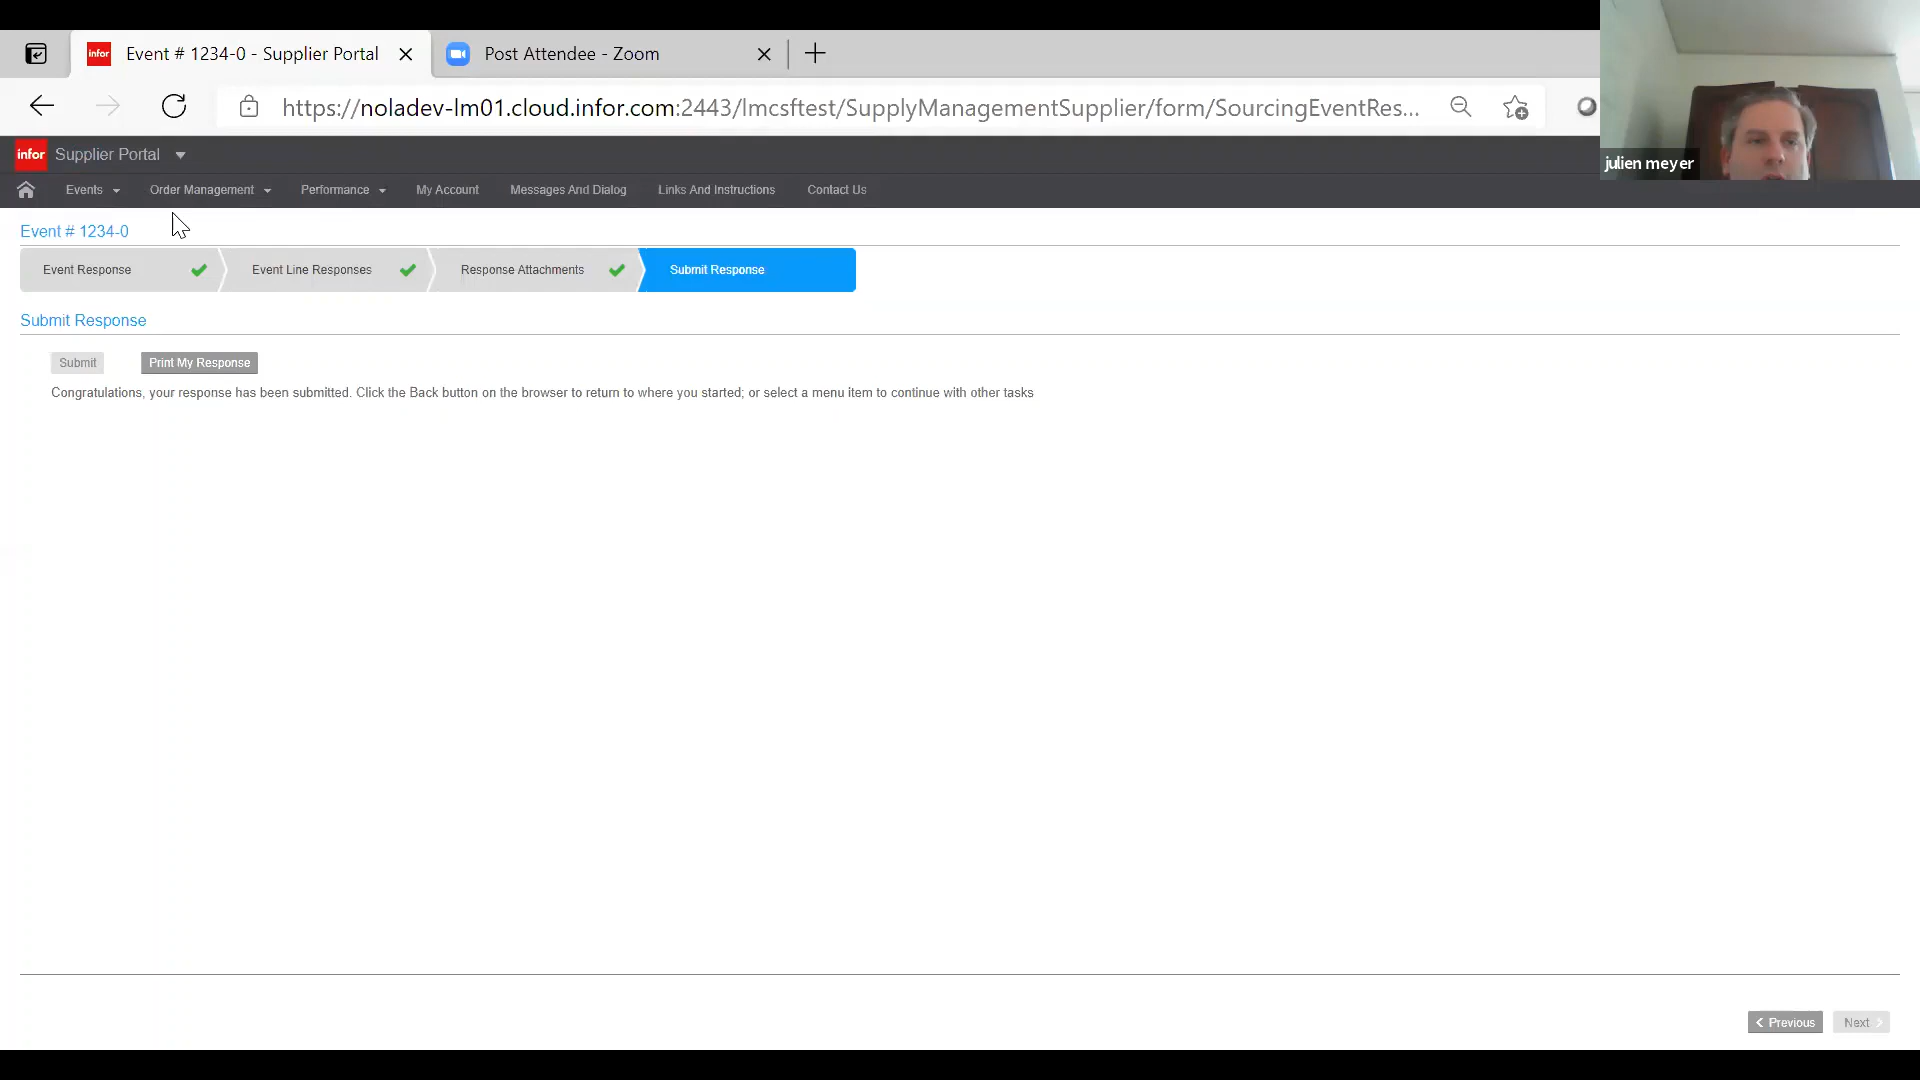 Event # 1234-0 - Supplier Portal
Post Attendee - Zoom
https://noladev-lm01.cloud.infor.com:2443/lmcsftest/SupplyManagementSupplier/form/SourcingEventRes...
julien meyer
infor Supplier Portal
Events
Order Management
Performance
My Account
Messages And Dialog
Links And Instructions
Contact Us
Event # 1234-0
Event Response
Event Line Responses
Response Attachments
Submit Response
Submit Response
Submit
Print My Response
Congratulations, your response has been submitted. Click the Back button on the browser to return to where you started; or select a menu item to continue with other tasks
Previous
Next